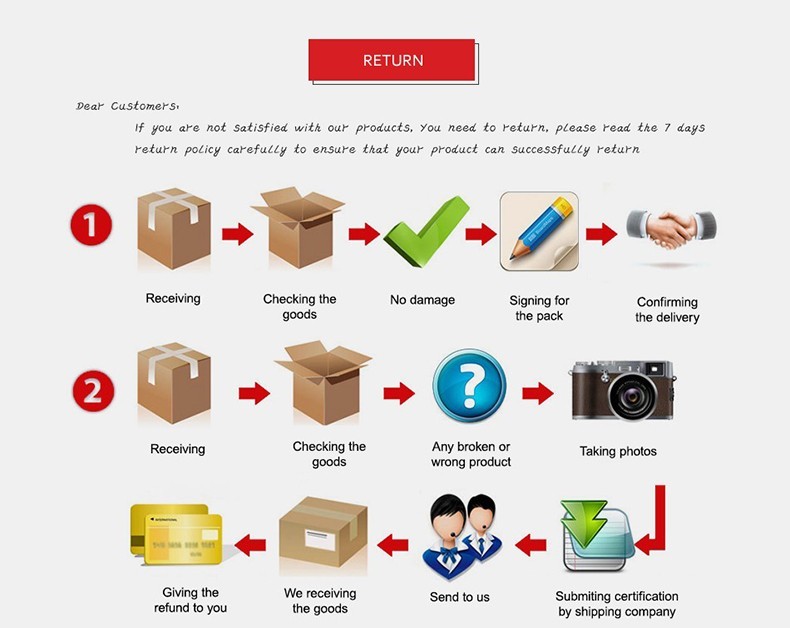 RETURN
Dear Customers,
If you are not satisfied with our products, You need to return, please read the 7 days
return policy carefully to ensure that your product can successfully return
1
Receiving
Checking the
goods
No damage
Signing for
the pack
Confirming
the delivery
2
Receiving
Checking the
goods
?
Any broken or
wrong product
Taking photos
INTERNATIONAL
Giving the
refund to you
We receiving
the goods
Send to us
Submiting certification
by shipping company